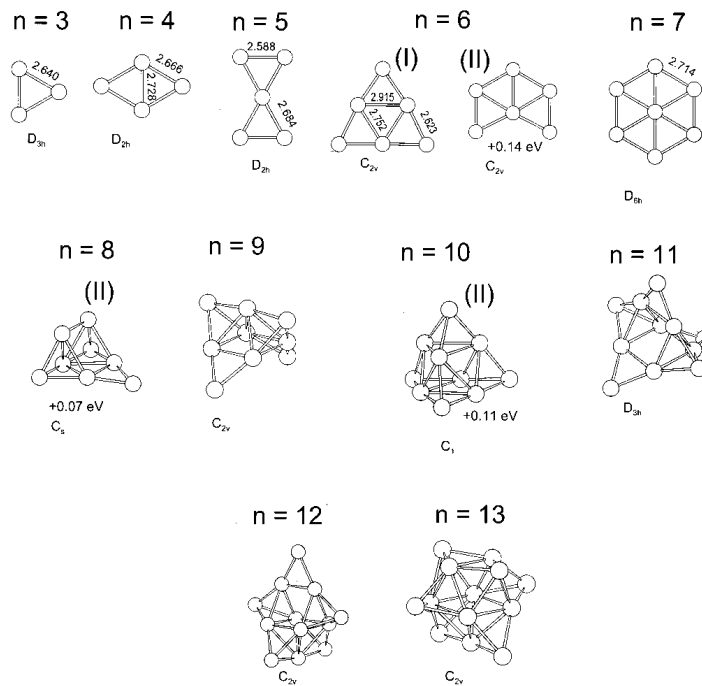 n = 3
n = 4
n = 5
n = 6
n = 7
(I)
(II)
2.640
2.666
2.728
2.588
2.684
2.915
2.752
2.623
2.714
+0.14 eV
D3h
D2h
D2h
C2v
C2v
D6h
n = 8
n = 9
n = 10
n = 11
(II)
(II)
+0.07 eV
+0.11 eV
Cs
C2v
D3h
n = 12
n = 13
C2v
C2v